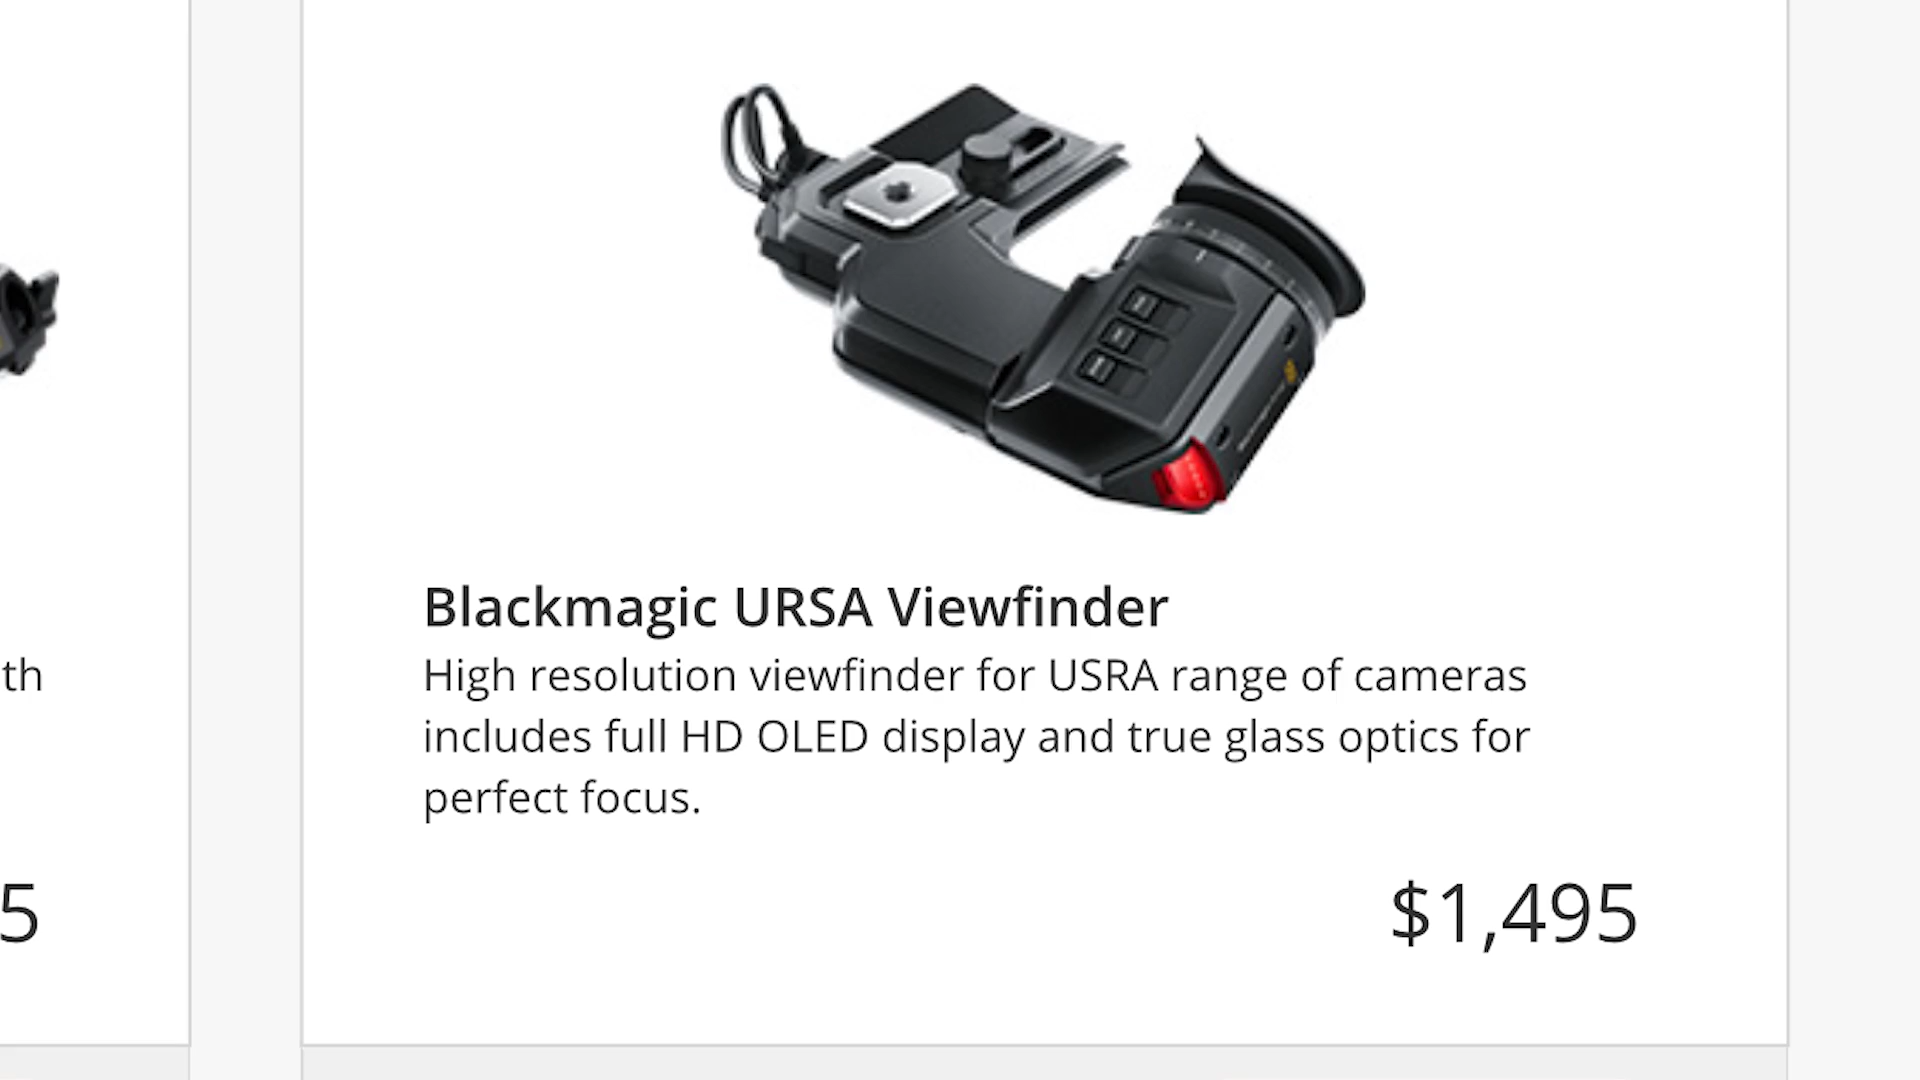 Blackmagic URSA Viewfinder
High resolution viewfinder for USRA range of cameras
includes full HD OLED display and true glass optics for
perfect focus.
$1,495
th
5